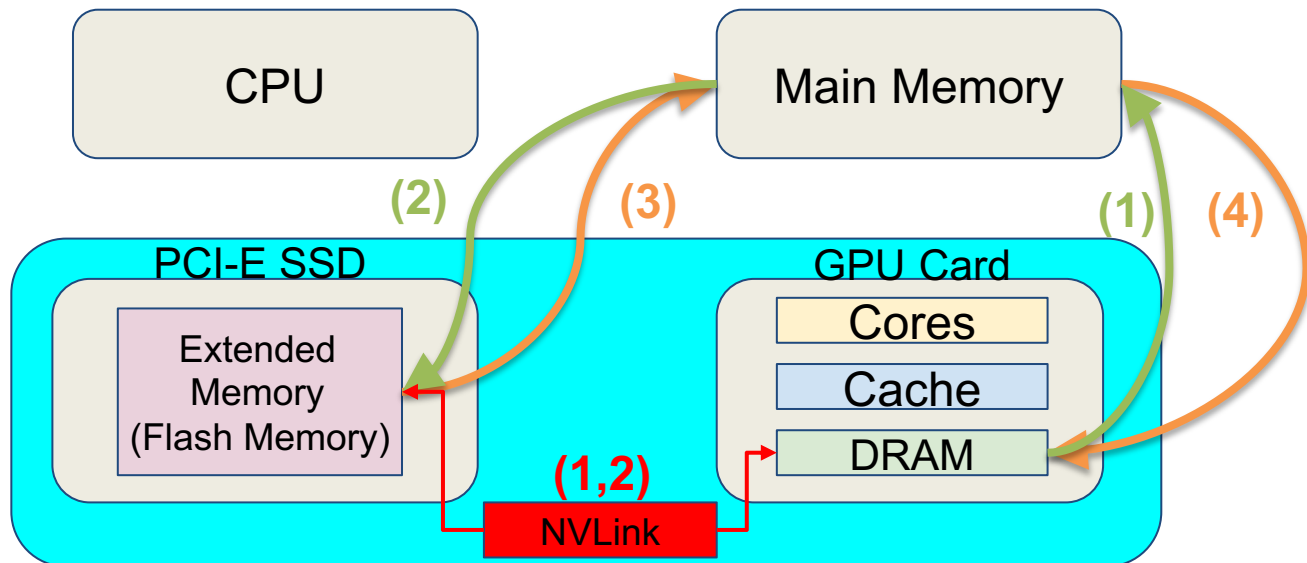 CPU
Main Memory
(2)
(3)
(1)
(4)
PCI-E SSD
GPU Card
Extended
Memory
(Flash Memory)
Cores
Cache
DRAM
(1,2)
NVLink